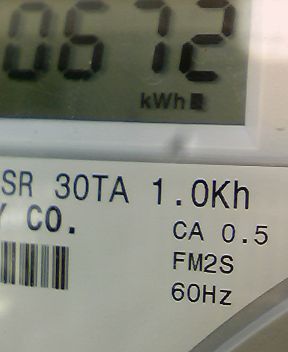 0672
kWh
SR 30TA 1.0Kh
Y CO.
CA 0.5
FM2S
60Hz